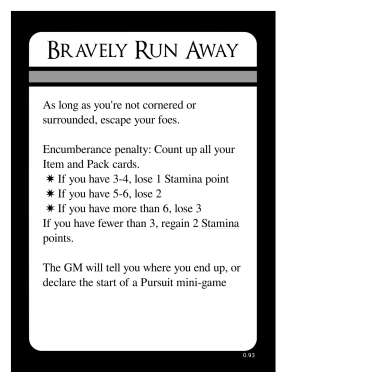 Bravely Run Away
As long as you're not cornered or
surrounded, escape your foes.
Encumberance penalty: Count up all your
Item and Pack cards.
✷ If you have 3-4, lose 1 Stamina point
✷ If you have 5-6, lose 2
✷ If you have more than 6, lose 3
If you have fewer than 3, regain 2 Stamina
points.
The GM will tell you where you end up, or
declare the start of a Pursuit mini-game
0.93